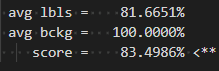 avg lbls =    81.6651%
avg bckg =   100.0000%
   score =    83.4986% <**